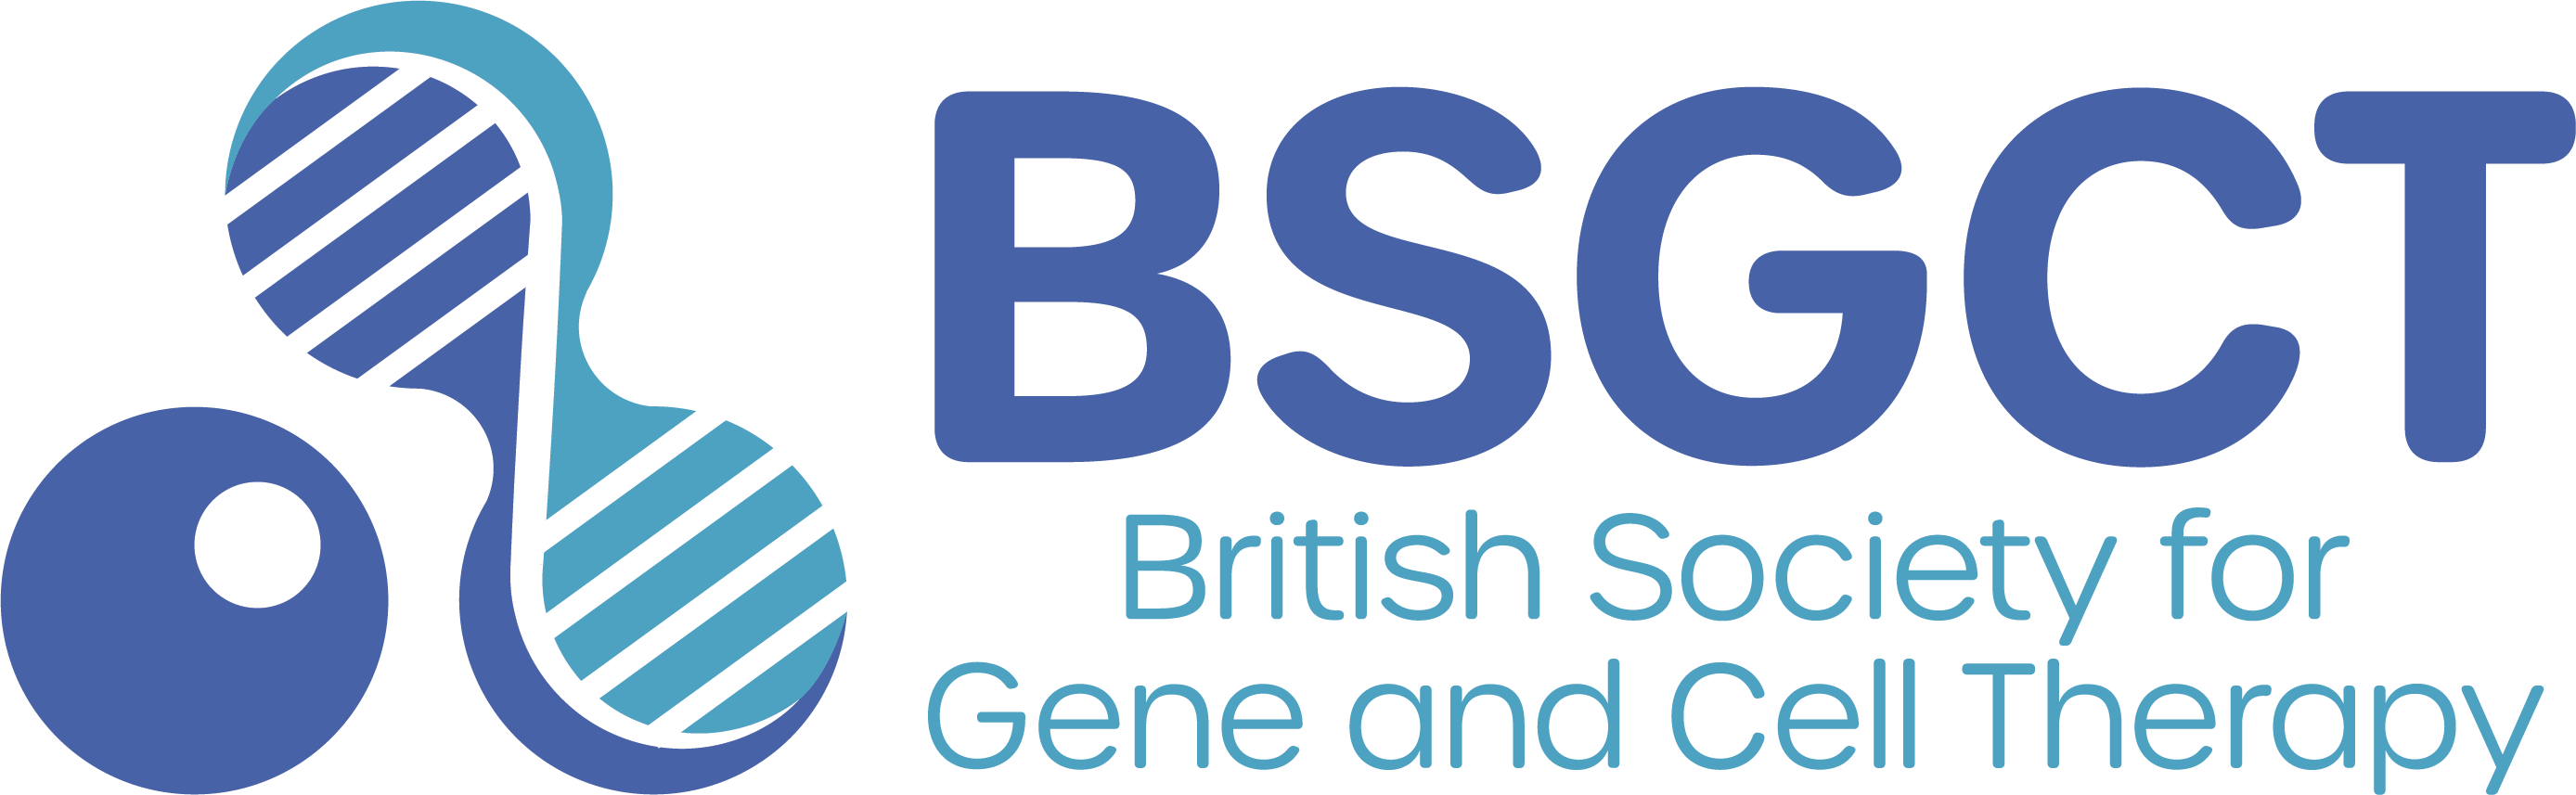 BSGCT
British Society for
Gene and Cell Therapy